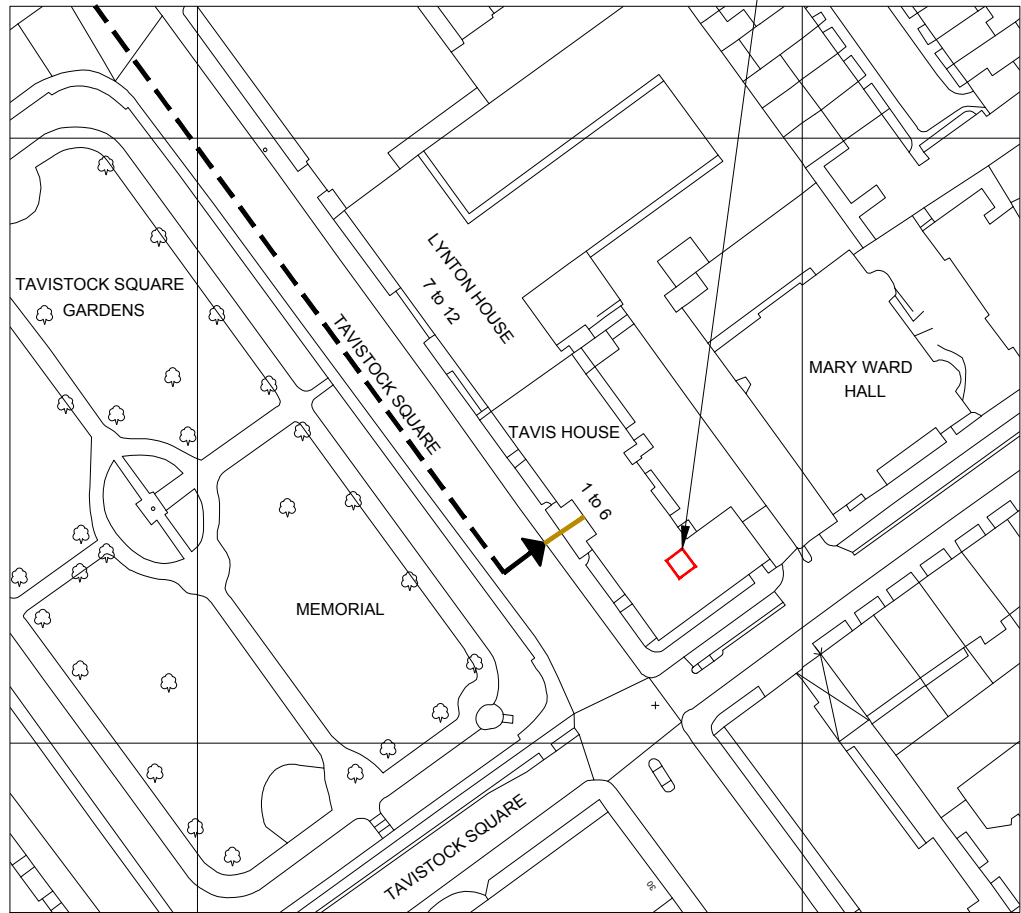 LYNTON HOUSE
7 to 12
TAVISTOCK SQUARE
GARDENS
TAVISTOCK SQUARE
MARY WARD
HALL
TAVIS HOUSE
1 to 6
MEMORIAL
TAVISTOCK SQUARE
30